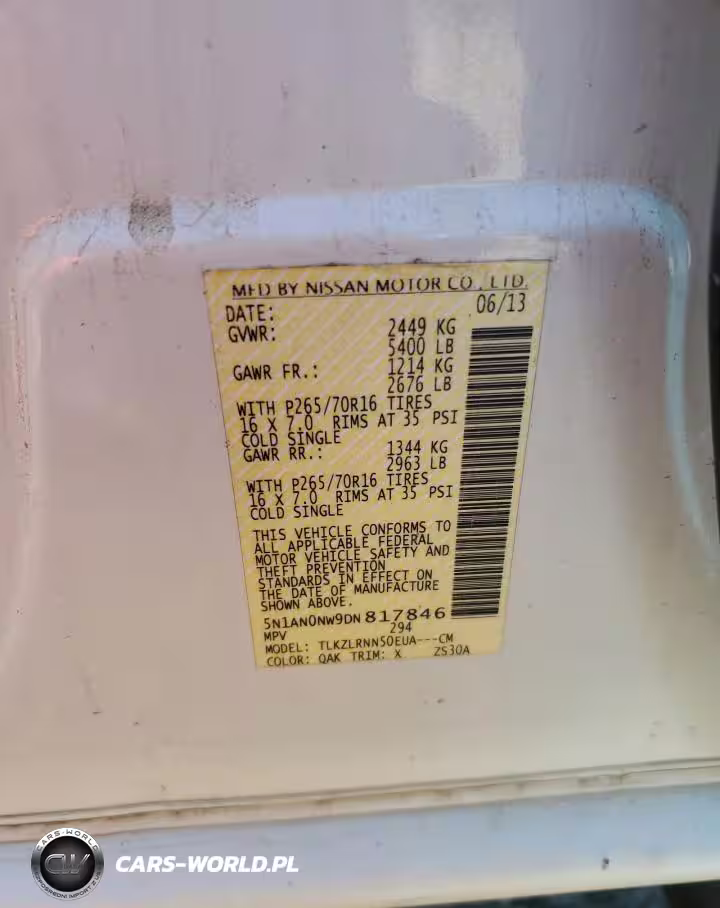 MFD BY NISSAN MOTOR CO., LTD.
DATE: 06/13
GVWR: 2449 KG
5400 LB
GAWR FR.: 1214 KG
2676 LB
WITH P265/70R16 TIRES
16 X 7.0 RIMS AT 35 PSI
COLD SINGLE
GAWR RR.: 1344 KG
2963 LB
WITH P265/70R16 TIRES
16 X 7.0 RIMS AT 35 PSI
COLD SINGLE
THIS VEHICLE CONFORMS TO
ALL APPLICABLE FEDERAL
MOTOR VEHICLE SAFETY AND
THEFT PREVENTION
STANDARDS IN EFFECT ON
THE DATE OF MANUFACTURE
SHOWN ABOVE.
5N1AN0NW9DN817846
MPV 294
MODEL: TLKZLRNN50EUA---CM
COLOR: QAK TRIM: X ZS30A
CARS-WORLD
CW
CARS-WORLD.PL